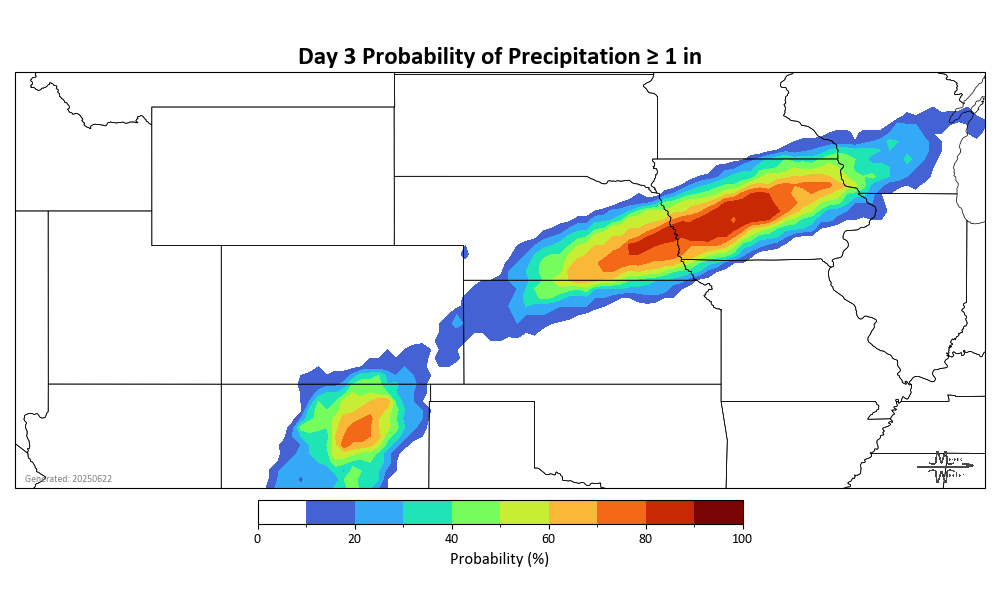 Day 3 Probability of Precipitation ≥ 1 in
Generated: 20250622
0 20 40 60 80 100
Probability (%)